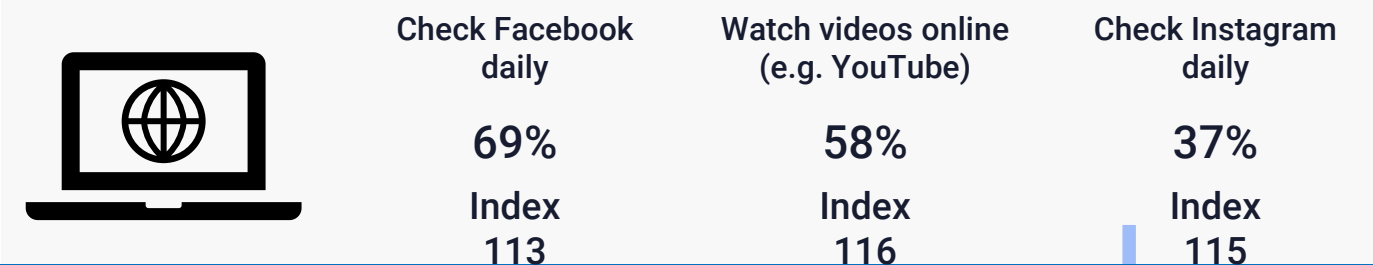 Check Facebook
daily
69%
Index
113
Watch videos online
(e.g. YouTube)
58%
Index
116
Check Instagram
daily
37%
Index
115